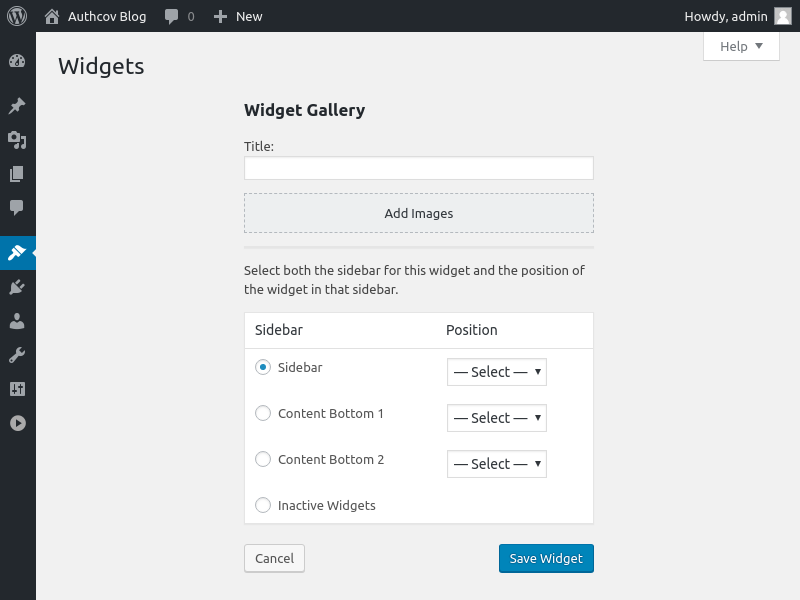 Authcov Blog 0 New Howdy, admin
Help
Widgets
Widget Gallery
Title:
Add Images
Select both the sidebar for this widget and the position of
the widget in that sidebar.
Sidebar Position
Sidebar — Select —
Content Bottom 1 — Select —
Content Bottom 2 — Select —
Inactive Widgets
Cancel Save Widget